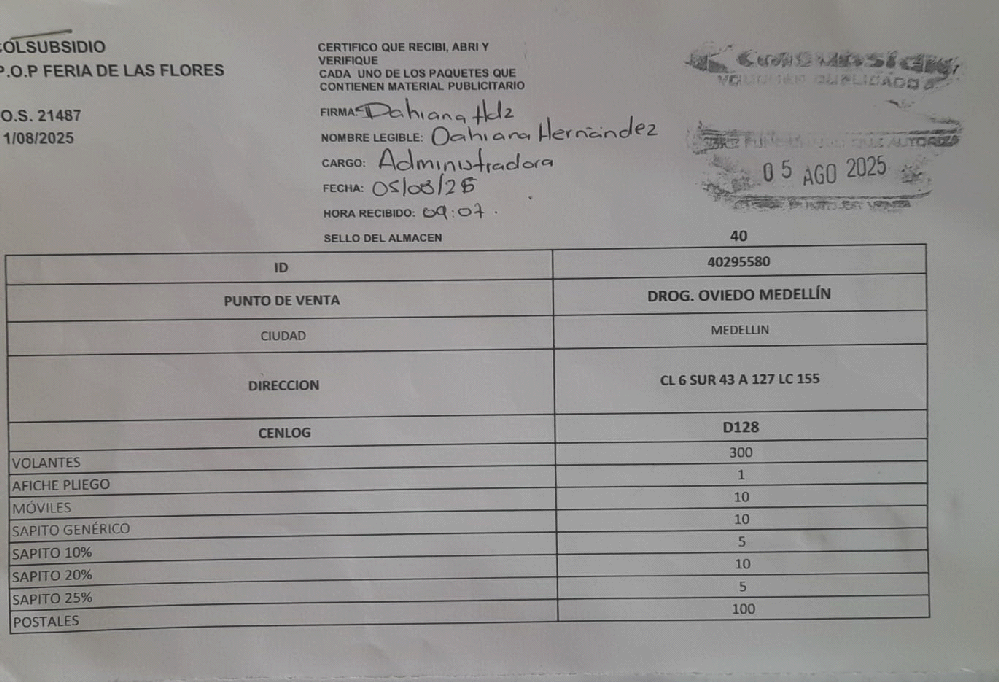 COLSUBSIDIO
P.O.P FERIA DE LAS FLORES
O.S. 21487
1/08/2025
CERTIFICO QUE RECIBI, ABRI Y
VERIFIQUE
CADA UNO DE LOS PAQUETES QUE
CONTIENEN MATERIAL PUBLICITARIO
FIRMA: Dahiana Hdz
NOMBRE LEGIBLE: Dahiana Hernández
CARGO: Administradora
FECHA: 05/08/25
HORA RECIBIDO: 09:07.
SELLO DEL ALMACEN
05 AGO 2025
40
ID 40295580
PUNTO DE VENTA DROG. OVIEDO MEDELLÍN
CIUDAD MEDELLIN
DIRECCION CL 6 SUR 43 A 127 LC 155
CENLOG D128
VOLANTES 300
AFICHE PLIEGO 1
MÓVILES 10
SAPITO GENÉRICO 10
SAPITO 10% 5
SAPITO 20% 10
SAPITO 25% 5
POSTALES 100